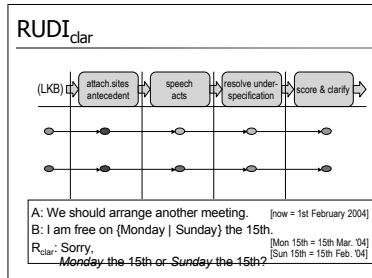 RUDIclar
(LKB)
attach.sites
antecedent
speech
acts
resolve under-
specification
score & clarify
A: We should arrange another meeting. [now = 1st February 2004]
B: I am free on {Monday | Sunday} the 15th.
Rclar: Sorry, [Mon 15th = 15th Mar. '04]
Monday the 15th or Sunday the 15th? [Sun 15th = 15th Feb. '04]